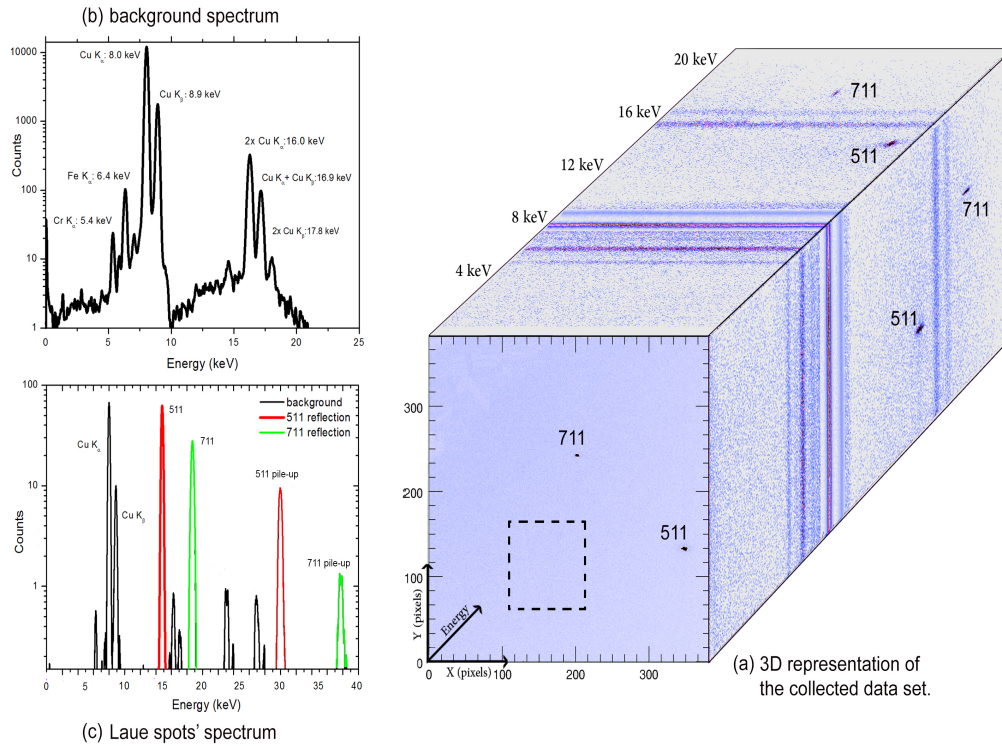 (b) background spectrum
10000
1000
100
10
1
Counts
Cu Kα: 8.0 keV
Cu Kβ: 8.9 keV
2x Cu Kα:16.0 keV
Fe Kα: 6.4 keV
Cu Kα+ Cu Kβ:16.9 keV
Cr Kα: 5.4 keV
2x Cu Kβ:17.8 keV
0 5 10 15 20 25
Energy (keV)
100
10
1
Counts
background
511 reflection
711 reflection
511
711
Cu Kα
Cu Kβ
511 pile-up
711 pile-up
0 5 10 15 20 25 30 35 40
Energy (keV)
(c) Laue spots' spectrum
20 keV
16 keV
12 keV
8 keV
4 keV
711
511
711
511
711
511
300
200
100
0
Y (pixels)
Energy
X (pixels)
0 100 200 300
(a) 3D representation of
the collected data set.